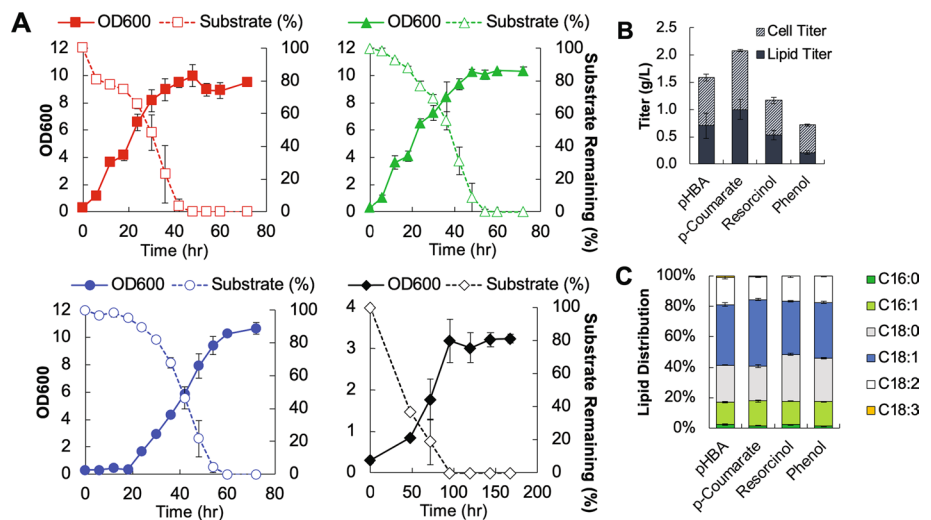 A
OD600 Substrate (%)
12 10 8 6 4 2 0
OD600
100 80 60 40 20 0
0 20 40 60 80
Time (hr)
OD600 Substrate (%)
12 10 8 6 4 2 0
100 80 60 40 20 0
Substrate Remaining (%)
0 20 40 60 80
Time (hr)
OD600 Substrate (%)
12 10 8 6 4 2 0
OD600
100 80 60 40 20 0
0 20 40 60 80
Time (hr)
OD600 Substrate (%)
4 3 2 1 0
100 80 60 40 20 0
Substrate Remaining (%)
0 50 100 150 200
Time (hr)
B
Cell Titer
Lipid Titer
2.5
2.0
1.5
1.0
0.5
0.0
Titer (g/L)
pHBA
p-Coumarate
Resorcinol
Phenol
C
100%
80%
60%
40%
20%
0%
Lipid Distribution
pHBA
p-Coumarate
Resorcinol
Phenol
C16:0
C16:1
C18:0
C18:1
C18:2
C18:3